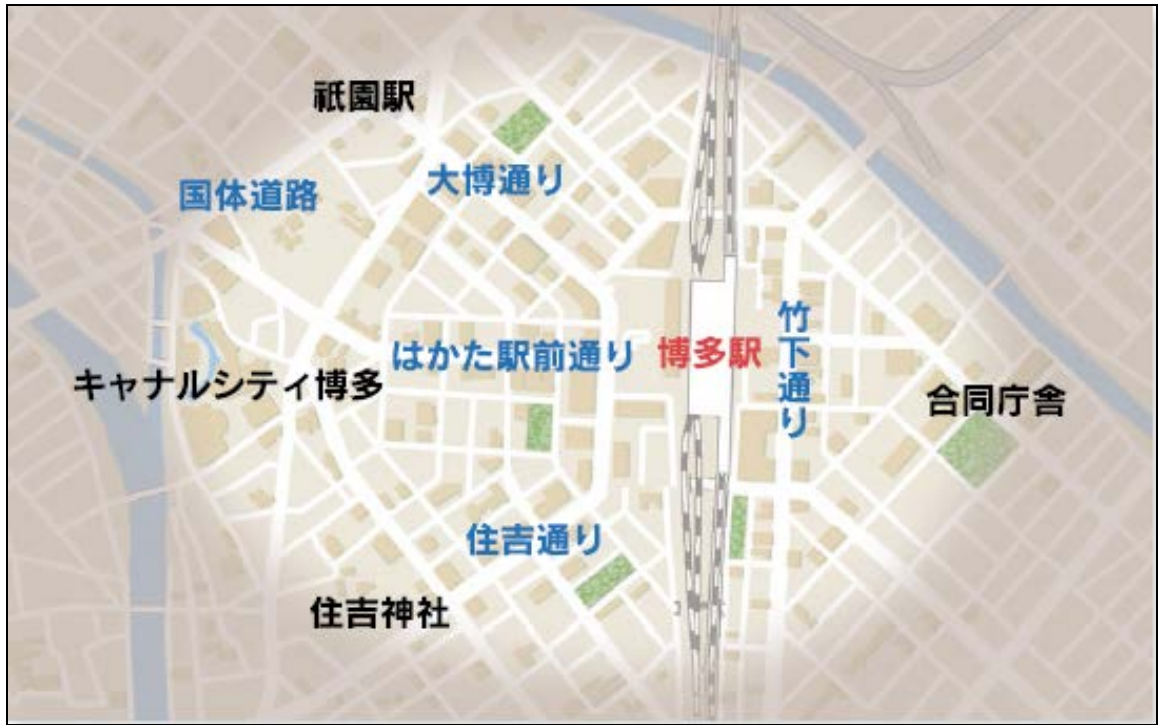 祇園駅
大博通り
国体道路
竹下通り
はかた駅前通り
博多駅
キャナルシティ博多
合同庁舎
住吉通り
住吉神社